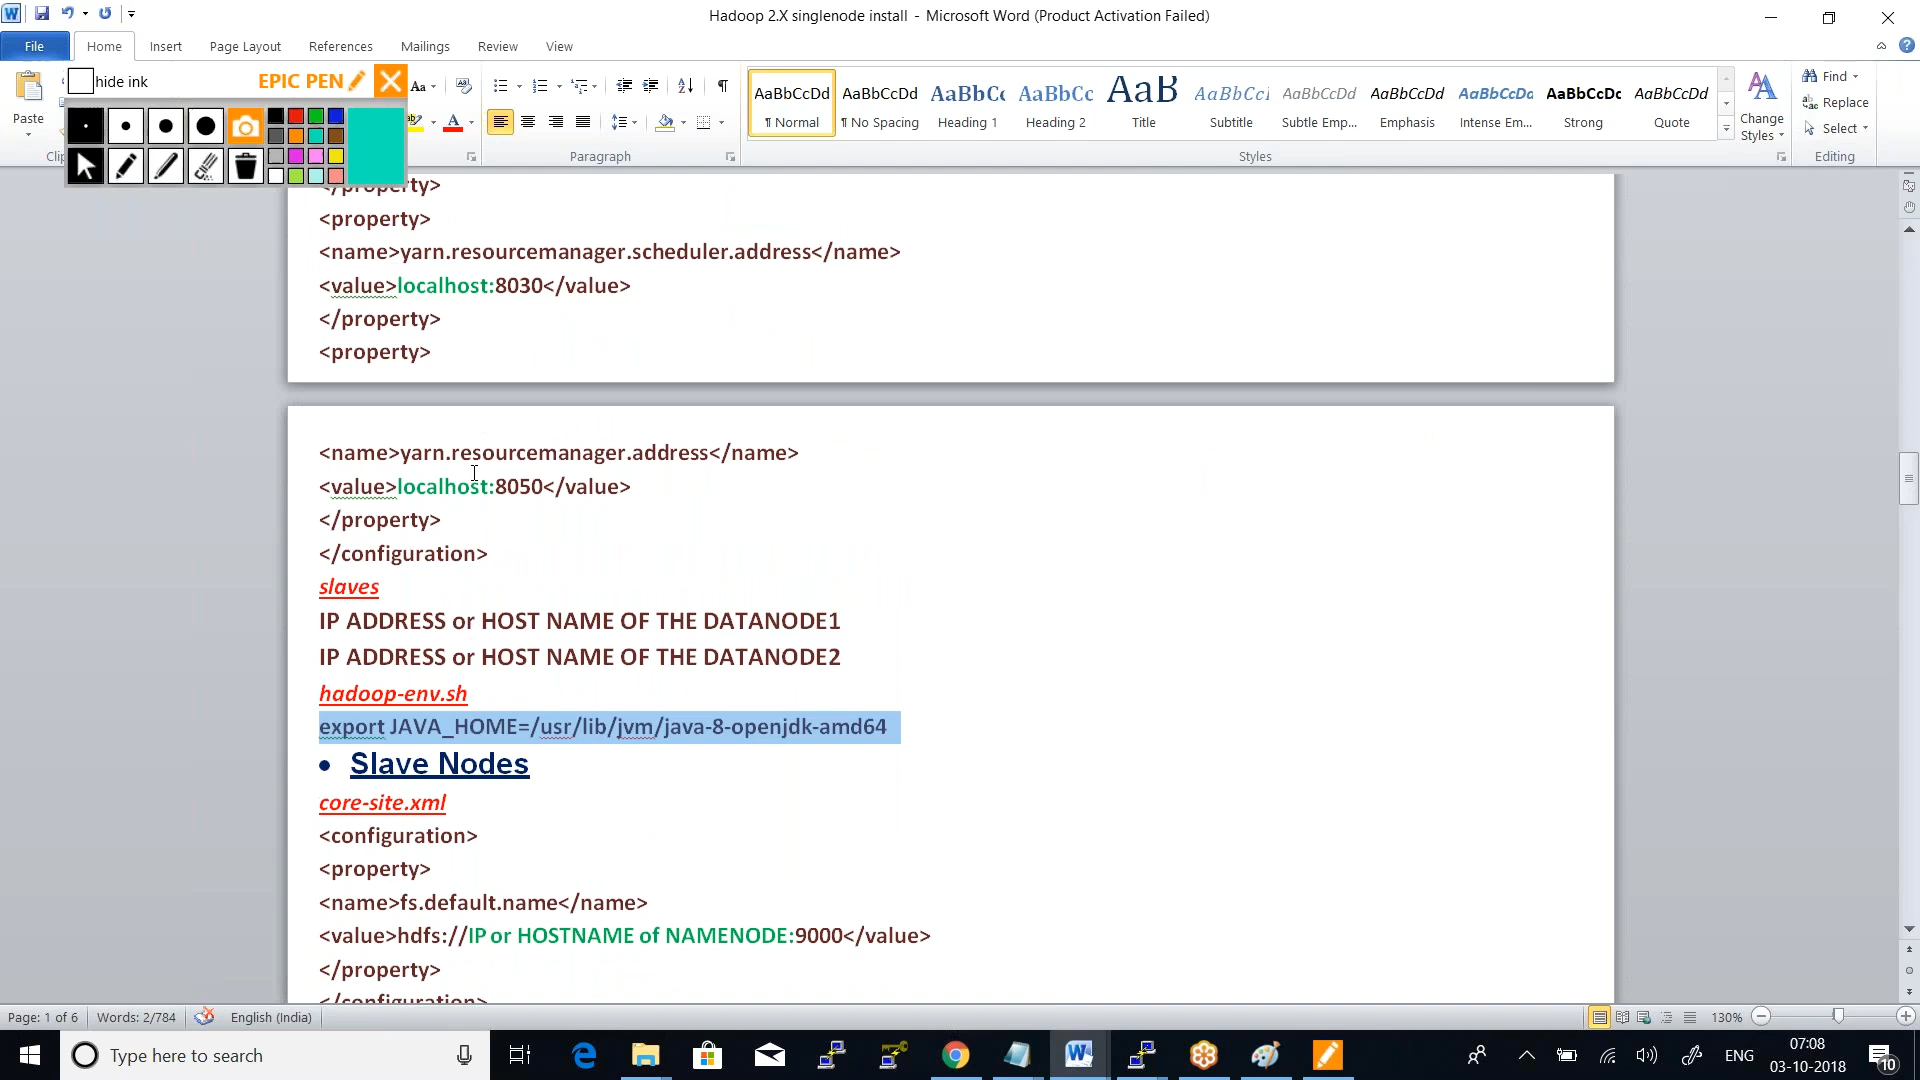 Hadoop 2.X singlenode install - Microsoft Word (Product Activation Failed)
File Home Insert Page Layout References Mailings Review View
hide ink EPIC PEN
Paste
Paragraph
AaBbCcDd AaBbCcDd AaBbCc AaBbCc AaB AaBbCcl AaBbCcDd AaBbCcDd AaBbCcDd AaBbCcDc AaBbCcDd
¶ Normal ¶ No Spacing Heading 1 Heading 2 Title Subtitle Subtle Emp... Emphasis Intense Em... Strong Quote
Change Styles
Styles
Find
Replace
Select
Editing
</property>
<property>
<name>yarn.resourcemanager.scheduler.address</name>
<value>localhost:8030</value>
</property>
<property>
<name>yarn.resourcemanager.address</name>
<value>localhost:8050</value>
</property>
</configuration>
slaves
IP ADDRESS or HOST NAME OF THE DATANODE1
IP ADDRESS or HOST NAME OF THE DATANODE2
hadoop-env.sh
export JAVA_HOME=/usr/lib/jvm/java-8-openjdk-amd64
• Slave Nodes
core-site.xml
<configuration>
<property>
<name>fs.default.name</name>
<value>hdfs://IP or HOSTNAME of NAMENODE:9000</value>
</property>
</configuration>
Page: 1 of 6 Words: 2/784 English (India) 130%
Type here to search
ENG
07:08
03-10-2018
10